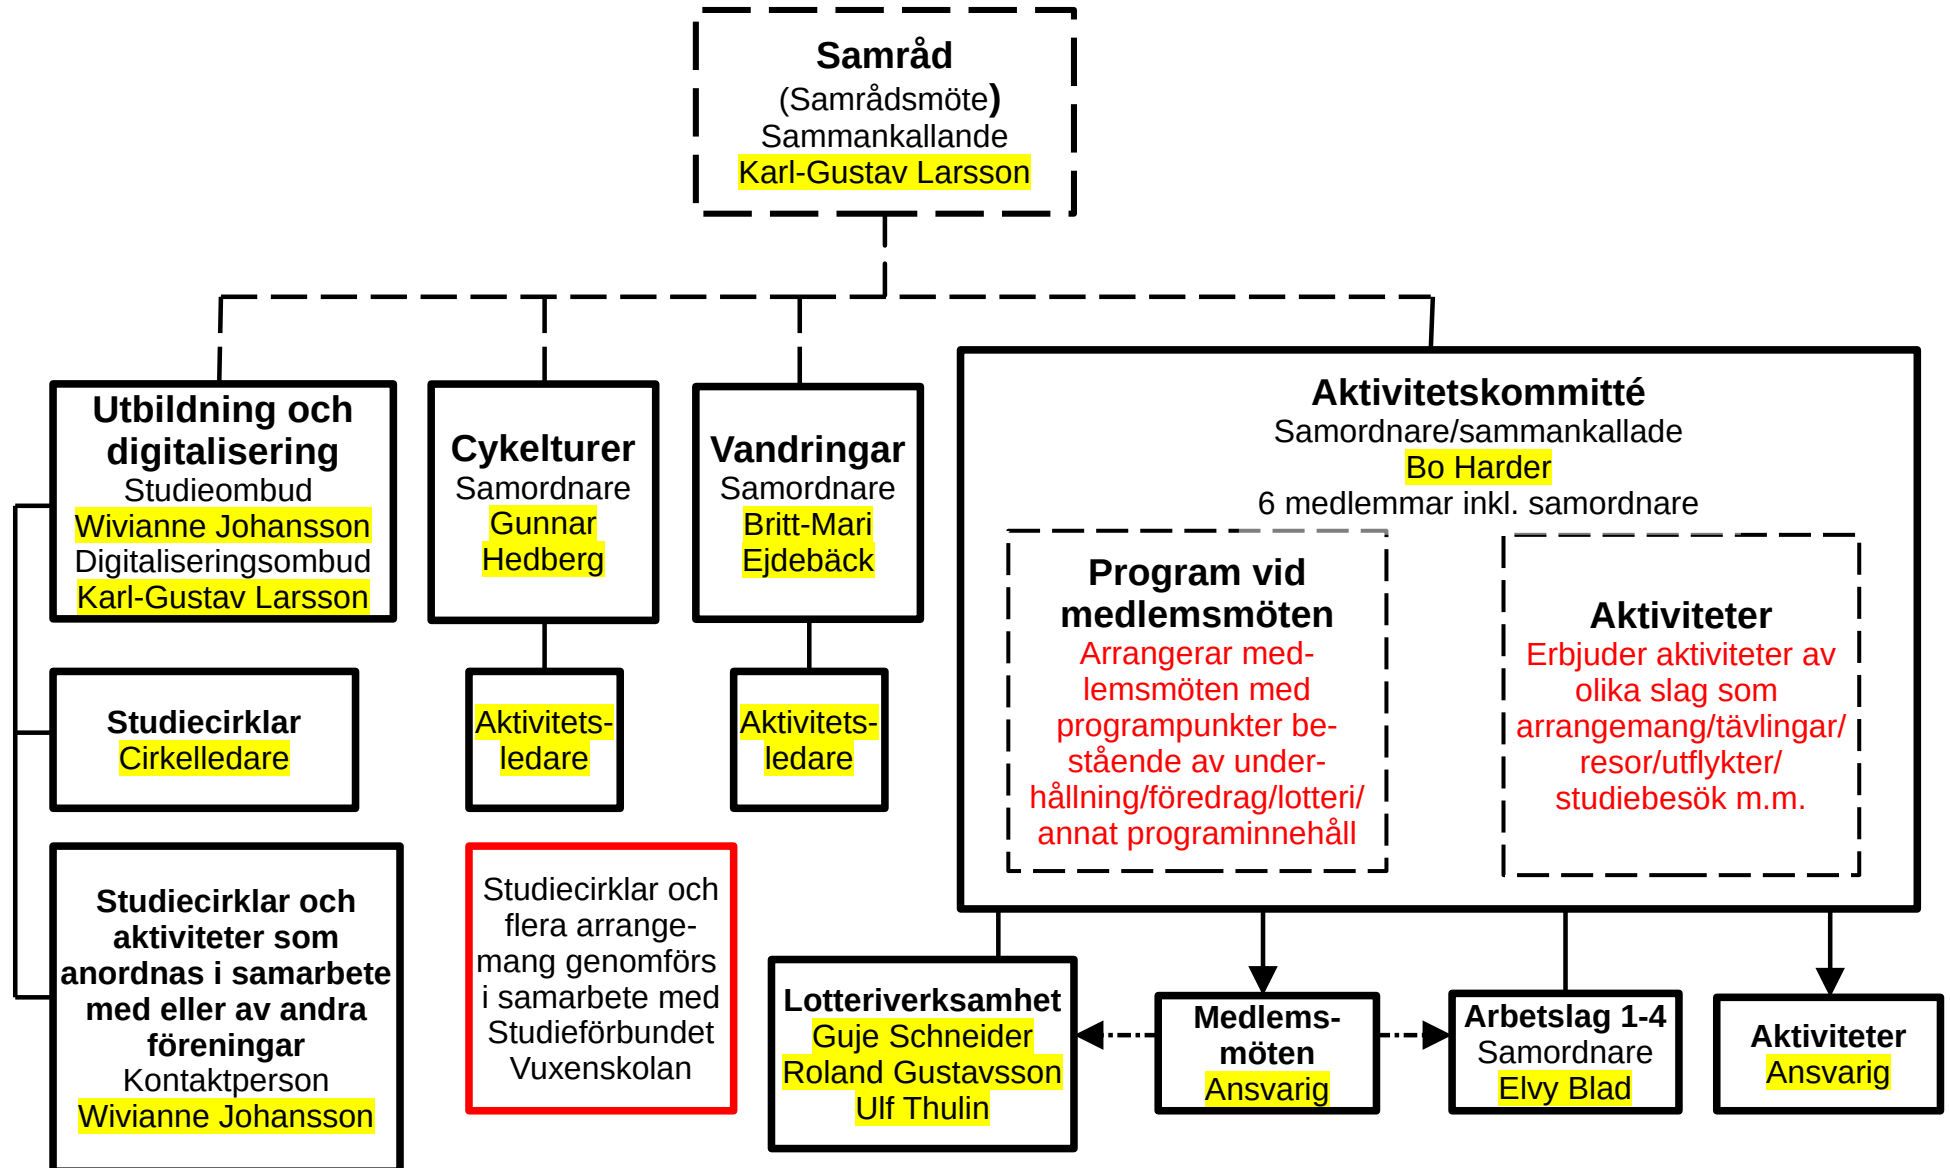 Samråd
(Samrådsmöte)
Sammankallande
Karl-Gustav Larsson
Utbildning och
digitalisering
Studieombud
Wivianne Johansson
Digitaliseringsombud
Karl-Gustav Larsson
Cykelturer
Samordnare
Gunnar
Hedberg
Vandringar
Samordnare
Britt-Mari
Ejdebäck
Aktivitetskommitté
Samordnare/sammankallade
Bo Harder
6 medlemmar inkl. samordnare
Program vid
medlemsmöten
Arrangerar med-
lemsmöten med
programpunkter be-
stående av under-
hållning/föredrag/lotteri/
annat programinnehåll
Aktiviteter
Erbjuder aktiviteter av
olika slag som
arrangemang/tävlingar/
resor/utflykter/
studiebesök m.m.
Studiecirklar
Cirkelledare
Aktivitets-
ledare
Aktivitets-
ledare
Studiecirklar och
aktiviteter som
anordnas i samarbete
med eller av andra
föreningar
Kontaktperson
Wivianne Johansson
Studiecirklar och
flera arrange-
mang genomförs
i samarbete med
Studieförbundet
Vuxenskolan
Lotteriverksamhet
Guje Schneider
Roland Gustavsson
Ulf Thulin
Medlems-
möten
Ansvarig
Arbetslag 1-4
Samordnare
Elvy Blad
Aktiviteter
Ansvarig